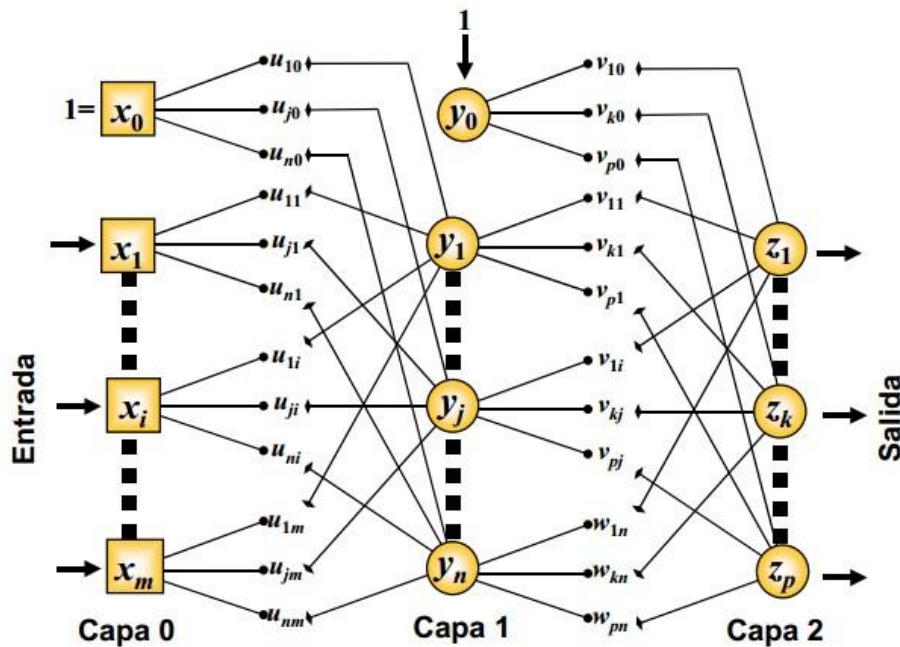 1
1= x0 u10 uj0 un0 y0 v10 vk0 vp0
x1 u11 uj1 un1 y1 v11 vk1 vp1 z1
Entrada
xi u1i uji uni yj v1i vkj vpj zk
Salida
xm u1m ujm unm yn w1n wkn wpn zp
Capa 0 Capa 1 Capa 2